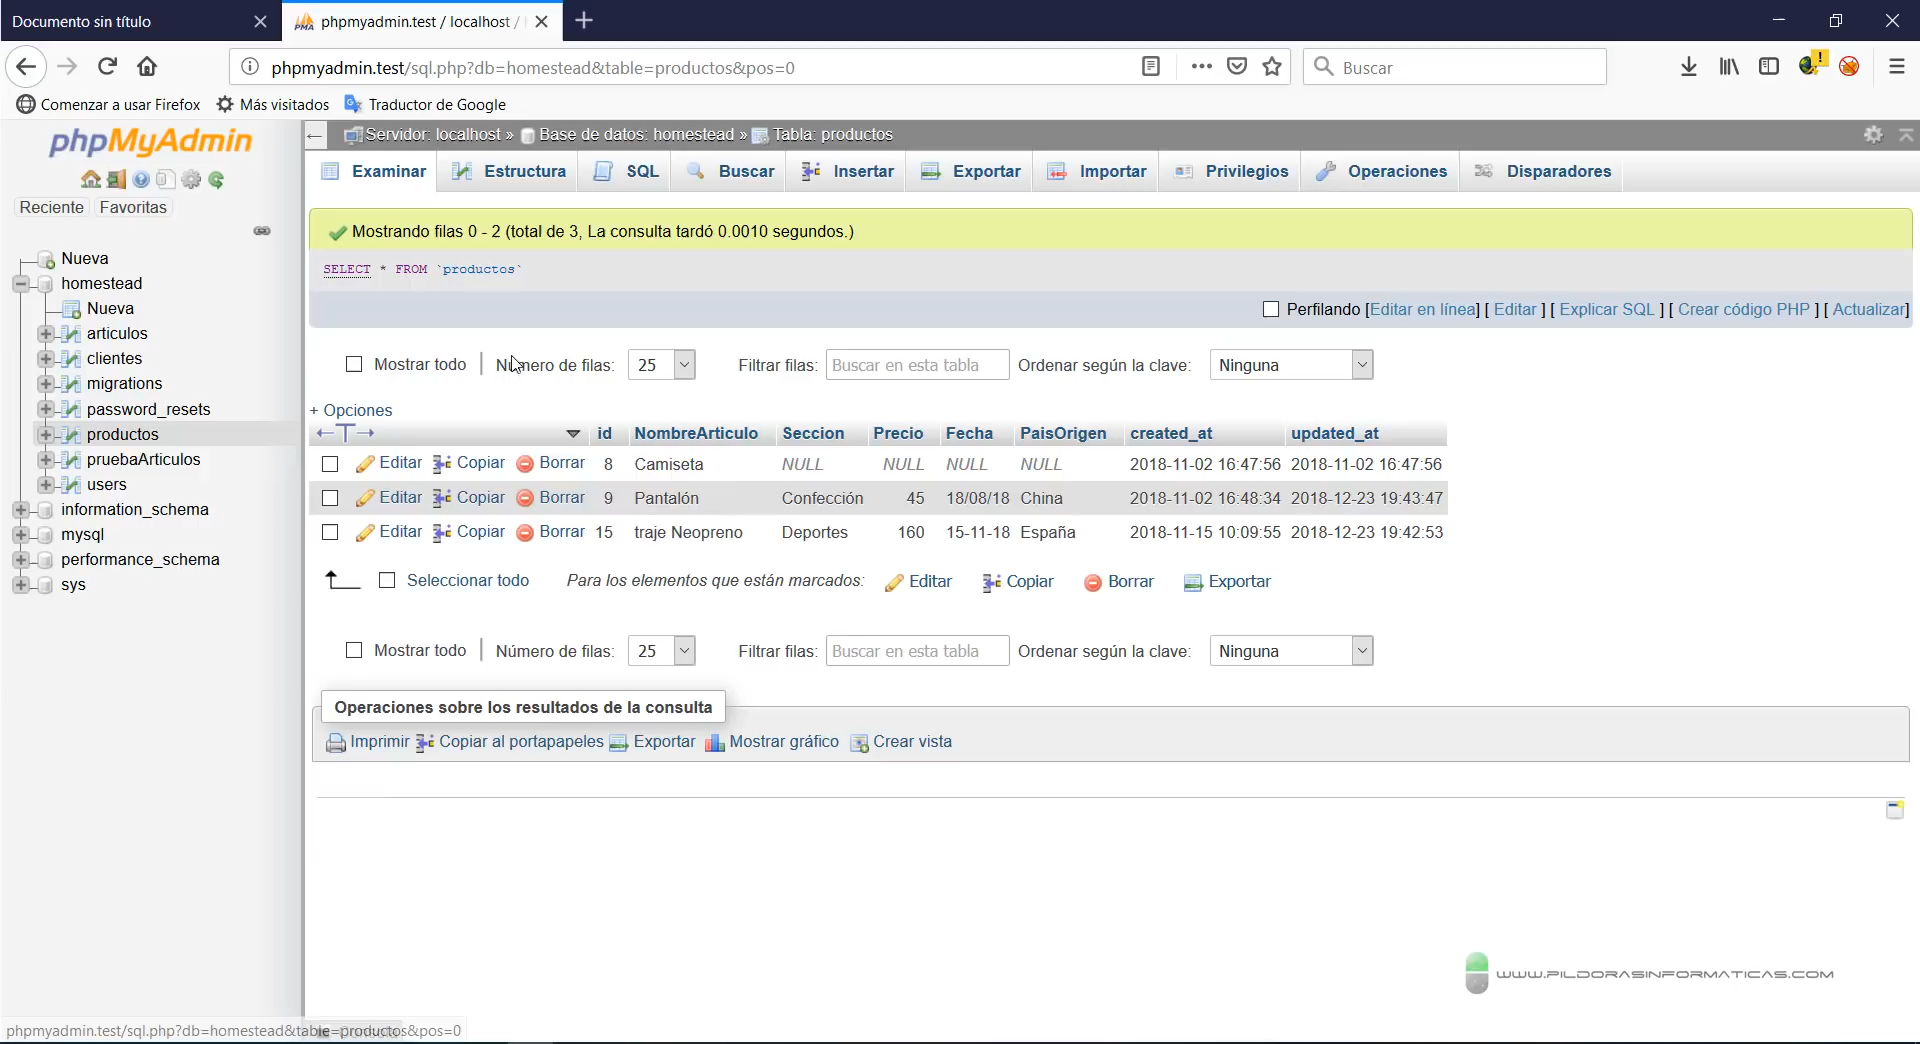 Documento sin título
PMA phpmyadmin.test / localhost /
phpmyadmin.test/sql.php?db=homestead&table=productos&pos=0
Buscar
Comenzar a usar Firefox Más visitados Traductor de Google
phpMyAdmin
Reciente Favoritas
Nueva
homestead
Nueva
articulos
clientes
migrations
password_resets
productos
pruebaArticulos
users
information_schema
mysql
performance_schema
sys
Servidor: localhost » Base de datos: homestead » Tabla: productos
Examinar Estructura SQL Buscar Insertar Exportar Importar Privilegios Operaciones Disparadores
Mostrando filas 0 - 2 (total de 3, La consulta tardó 0.0010 segundos.)
SELECT * FROM `productos`
Perfilando [Editar en línea] [ Editar ] [ Explicar SQL ] [ Crear código PHP ] [ Actualizar]
Mostrar todo | Número de filas: 25 Filtrar filas: Buscar en esta tabla Ordenar según la clave: Ninguna
+ Opciones
←T→ id NombreArticulo Seccion Precio Fecha PaisOrigen created_at updated_at
Editar Copiar Borrar 8 Camiseta NULL NULL NULL NULL 2018-11-02 16:47:56 2018-11-02 16:47:56
Editar Copiar Borrar 9 Pantalón Confección 45 18/08/18 China 2018-11-02 16:48:34 2018-12-23 19:43:47
Editar Copiar Borrar 15 traje Neopreno Deportes 160 15-11-18 España 2018-11-15 10:09:55 2018-12-23 19:42:53
Seleccionar todo Para los elementos que están marcados: Editar Copiar Borrar Exportar
Mostrar todo | Número de filas: 25 Filtrar filas: Buscar en esta tabla Ordenar según la clave: Ninguna
Operaciones sobre los resultados de la consulta
Imprimir Copiar al portapapeles Exportar Mostrar gráfico Crear vista
WWW.PILDORASINFORMATICAS.COM
phpmyadmin.test/sql.php?db=homestead&table=productos&pos=0